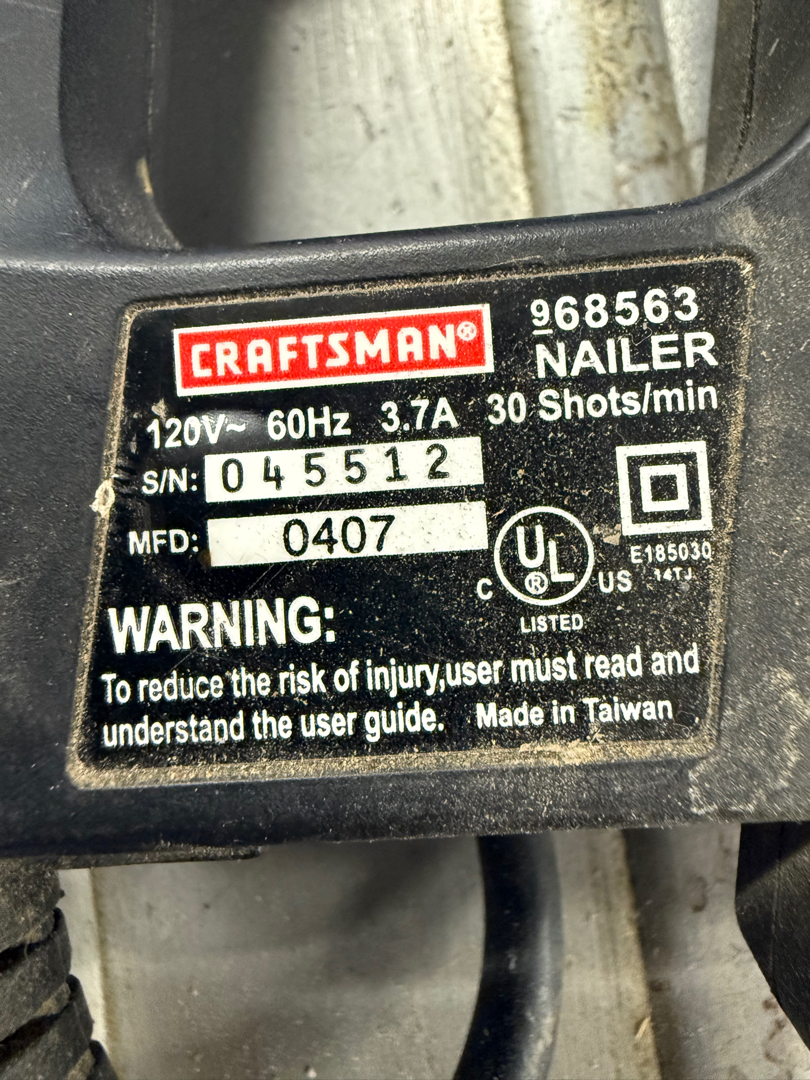 CRAFTSMAN®
968563
NAILER
120V~ 60Hz 3.7A 30 Shots/min
S/N: 045512
MFD: 0407
UL
®
C US
LISTED
E185030
14TJ
WARNING:
To reduce the risk of injury,user must read and
understand the user guide. Made in Taiwan